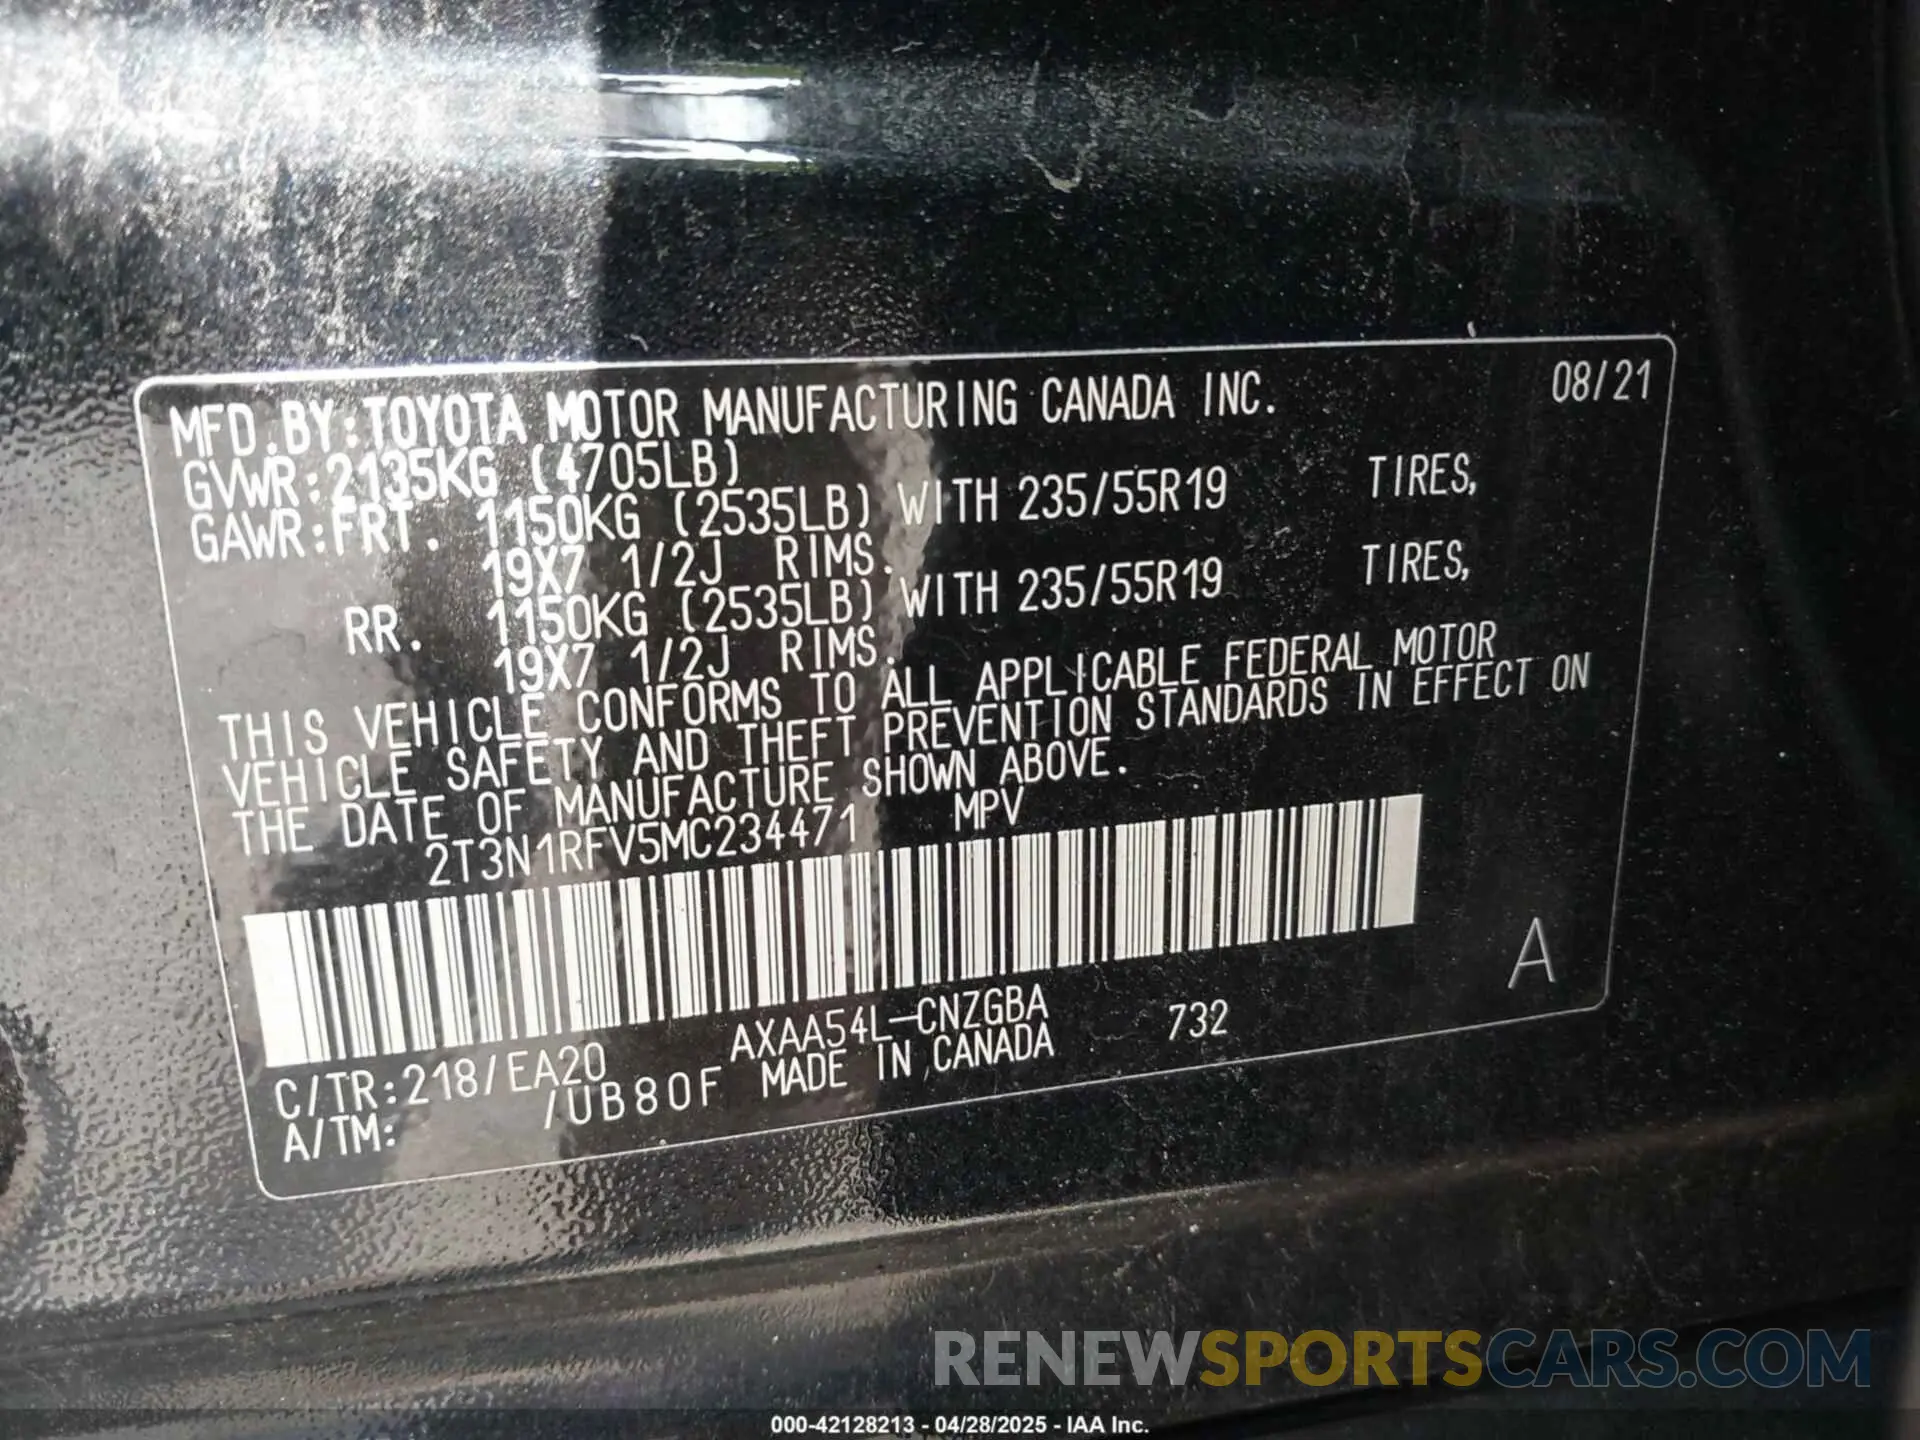 MFD.BY:TOYOTA MOTOR MANUFACTURING CANADA INC. 08/21
GVWR:2135KG (4705LB)
GAWR:FRT. 1150KG (2535LB) WITH 235/55R19 TIRES,
19X7 1/2J RIMS.
RR. 1150KG (2535LB) WITH 235/55R19 TIRES,
19X7 1/2J RIMS.
THIS VEHICLE CONFORMS TO ALL APPLICABLE FEDERAL MOTOR
VEHICLE SAFETY AND THEFT PREVENTION STANDARDS IN EFFECT ON
THE DATE OF MANUFACTURE SHOWN ABOVE.
2T3N1RFV5MC234471 MPV
A
AXAA54L-CNZGBA 732
C/TR:218/EA20 MADE IN CANADA
A/TM: /UB80F
RENEWSPORTSCARS.COM
000-42128213 - 04/28/2025 - IAA Inc.